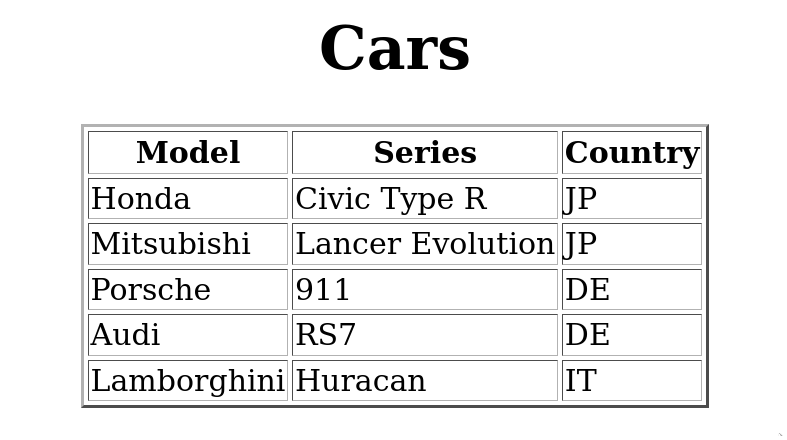 Cars
Model Series Country
Honda Civic Type R JP
Mitsubishi Lancer Evolution JP
Porsche 911 DE
Audi RS7 DE
Lamborghini Huracan IT